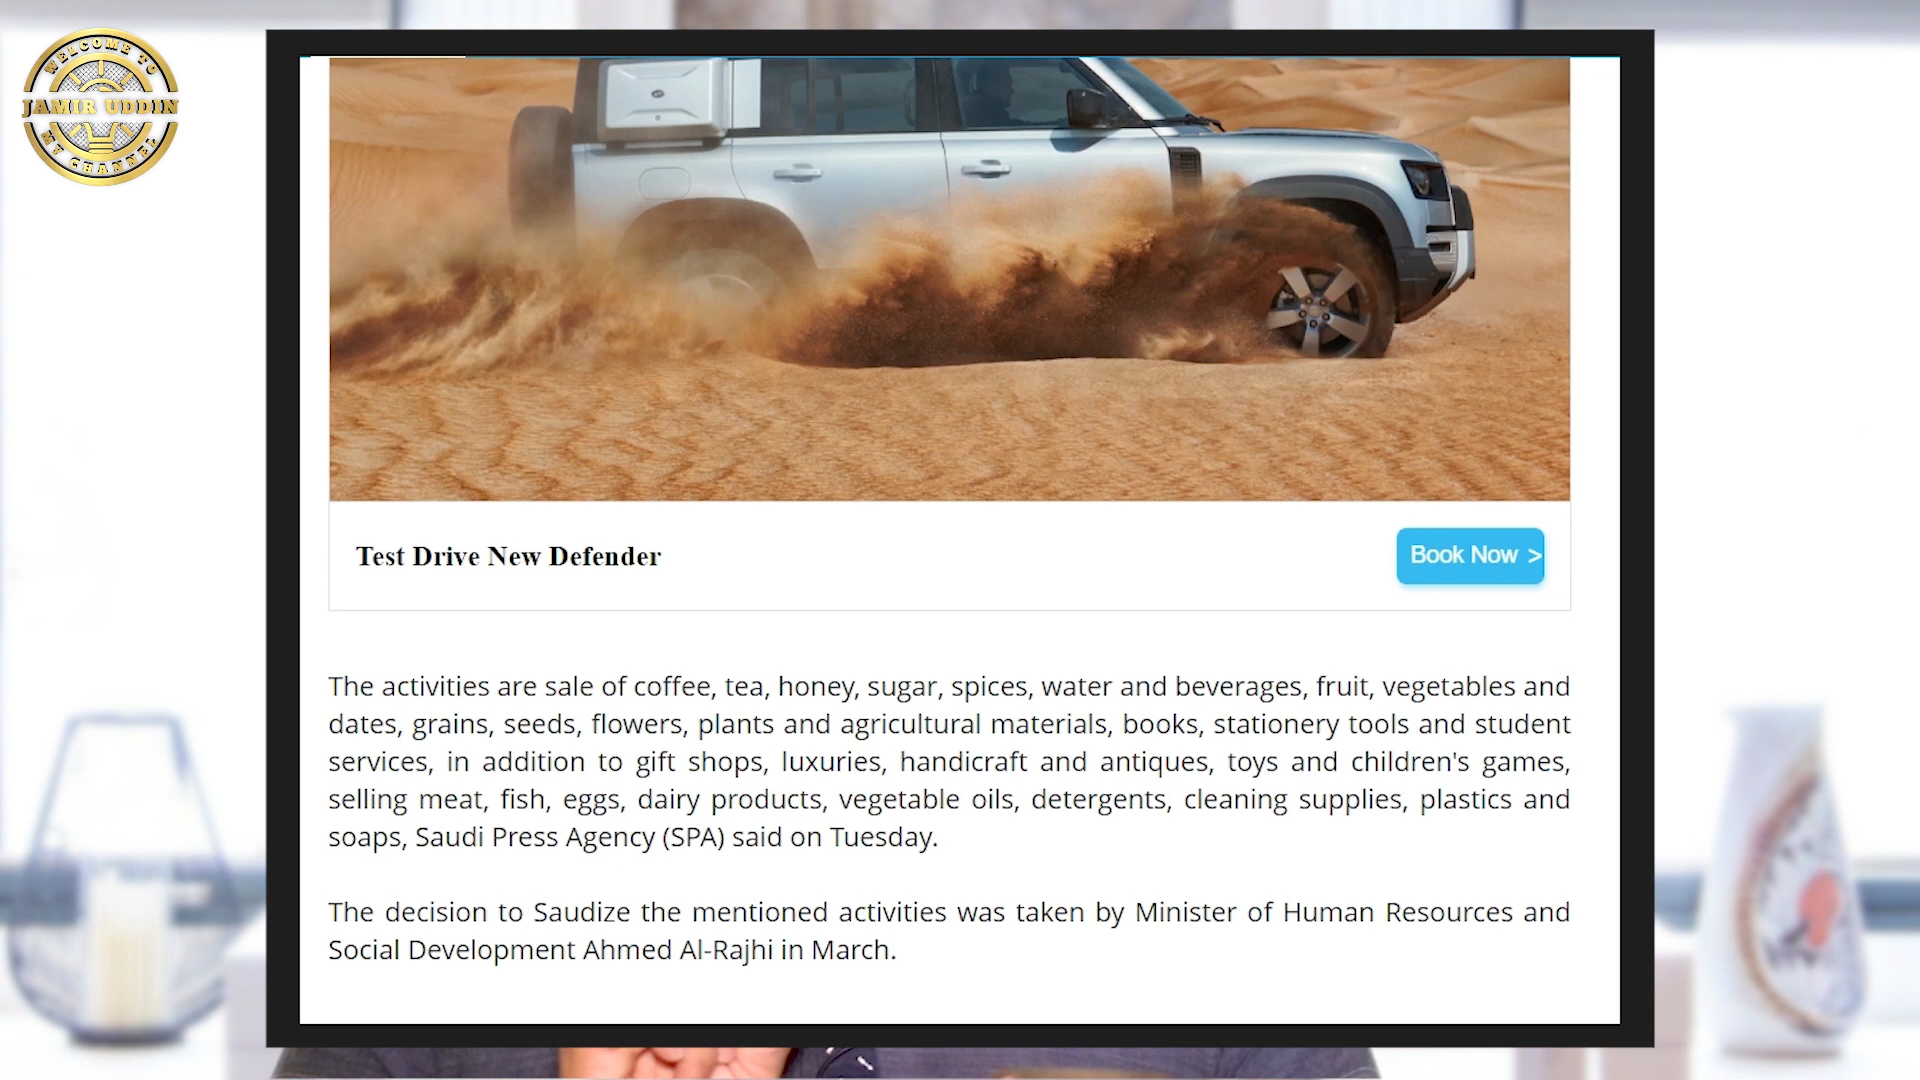 WELCOME TO
JAMIR UDDIN
MY CHANNEL
Test Drive New Defender
Book Now >
The activities are sale of coffee, tea, honey, sugar, spices, water and beverages, fruit, vegetables and
dates, grains, seeds, flowers, plants and agricultural materials, books, stationery tools and student
services, in addition to gift shops, luxuries, handicraft and antiques, toys and children's games,
selling meat, fish, eggs, dairy products, vegetable oils, detergents, cleaning supplies, plastics and
soaps, Saudi Press Agency (SPA) said on Tuesday.
The decision to Saudize the mentioned activities was taken by Minister of Human Resources and
Social Development Ahmed Al-Rajhi in March.